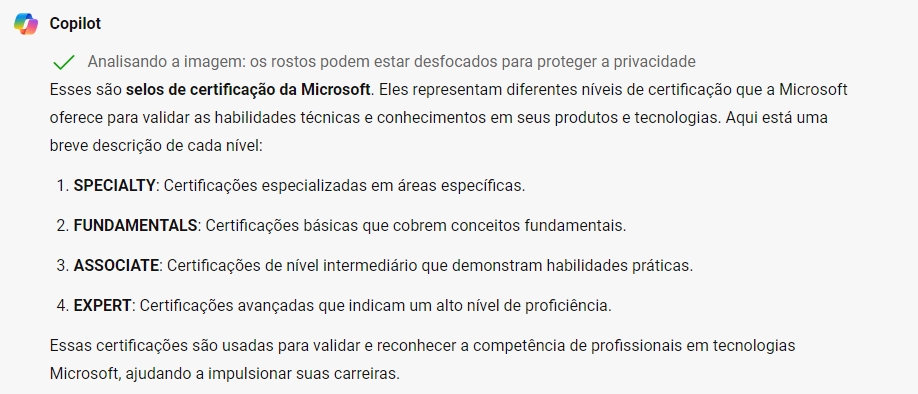 Copilot
Analisando a imagem: os rostos podem estar desfocados para proteger a privacidade
Esses são selos de certificação da Microsoft. Eles representam diferentes níveis de certificação que a Microsoft
oferece para validar as habilidades técnicas e conhecimentos em seus produtos e tecnologias. Aqui está uma
breve descrição de cada nível:
1. SPECIALTY: Certificações especializadas em áreas específicas.
2. FUNDAMENTALS: Certificações básicas que cobrem conceitos fundamentais.
3. ASSOCIATE: Certificações de nível intermediário que demonstram habilidades práticas.
4. EXPERT: Certificações avançadas que indicam um alto nível de proficiência.
Essas certificações são usadas para validar e reconhecer a competência de profissionais em tecnologias
Microsoft, ajudando a impulsionar suas carreiras.